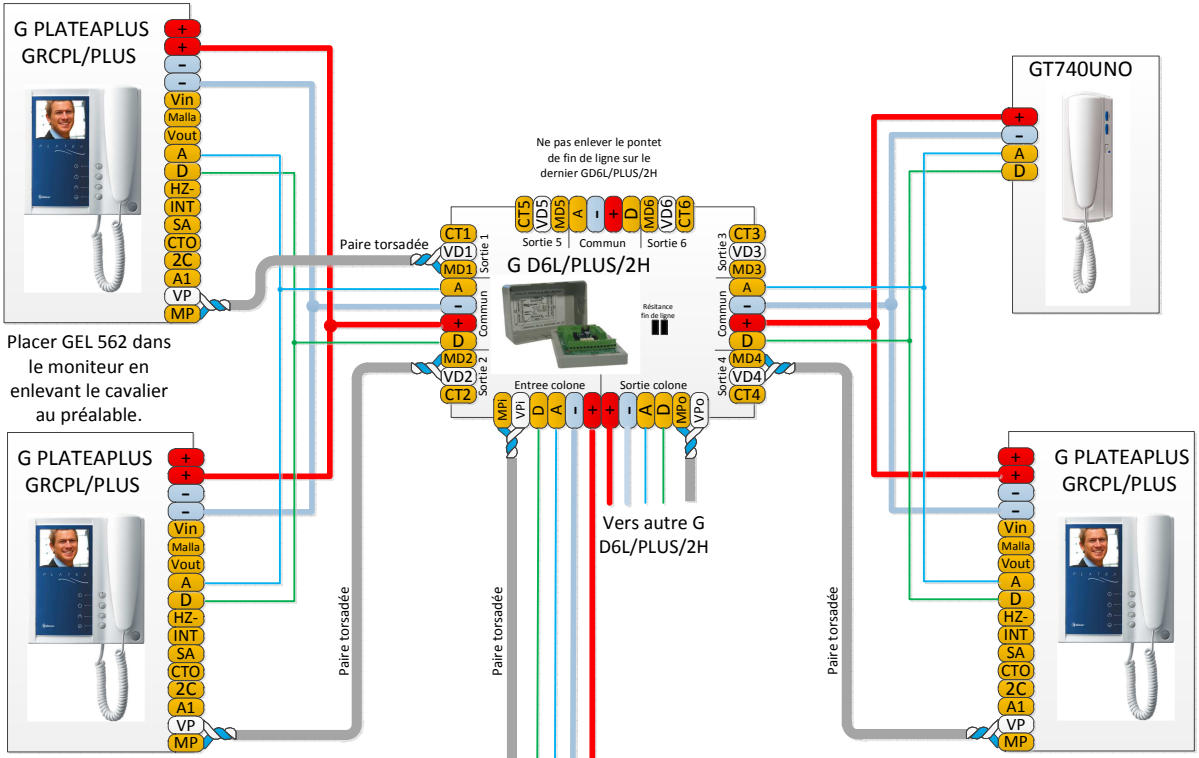 G PLATEAPLUS
GRCPL/PLUS
+
+
-
-
Vin
Malla
Vout
A
D
HZ-
INT
SA
CTO
2C
A1
VP
MP
Placer GEL 562 dans
le moniteur en
enlevant le cavalier
au préalable.
G PLATEAPLUS
GRCPL/PLUS
+
+
-
-
Vin
Malla
Vout
A
D
HZ-
INT
SA
CTO
2C
A1
VP
MP
Paire torsadée
Paire torsadée
Ne pas enlever le pontet
de fin de ligne sur le
dernier GD6L/PLUS/2H
CT5
VD5
MD5
A
-
+
D
MD6
VD6
CT6
Sortie 5
Commun
Sortie 6
G D6L/PLUS/2H
CT1
VD1
MD1
A
-
+
D
MD2
VD2
CT2
Sortie 1
Commun
Sortie 2
CT3
VD3
MD3
A
-
+
D
MD4
VD4
CT4
Sortie 3
Commun
Sortie 4
Résitance
fin de ligne
Entree colone
Sortie colone
MPi
VPi
D
A
-
+
+
-
A
D
MPo
VPo
Paire torsadée
Vers autre G
D6L/PLUS/2H
Paire torsadée
GT740UNO
+
-
A
D
G PLATEAPLUS
GRCPL/PLUS
+
+
-
-
Vin
Malla
Vout
A
D
HZ-
INT
SA
CTO
2C
A1
VP
MP